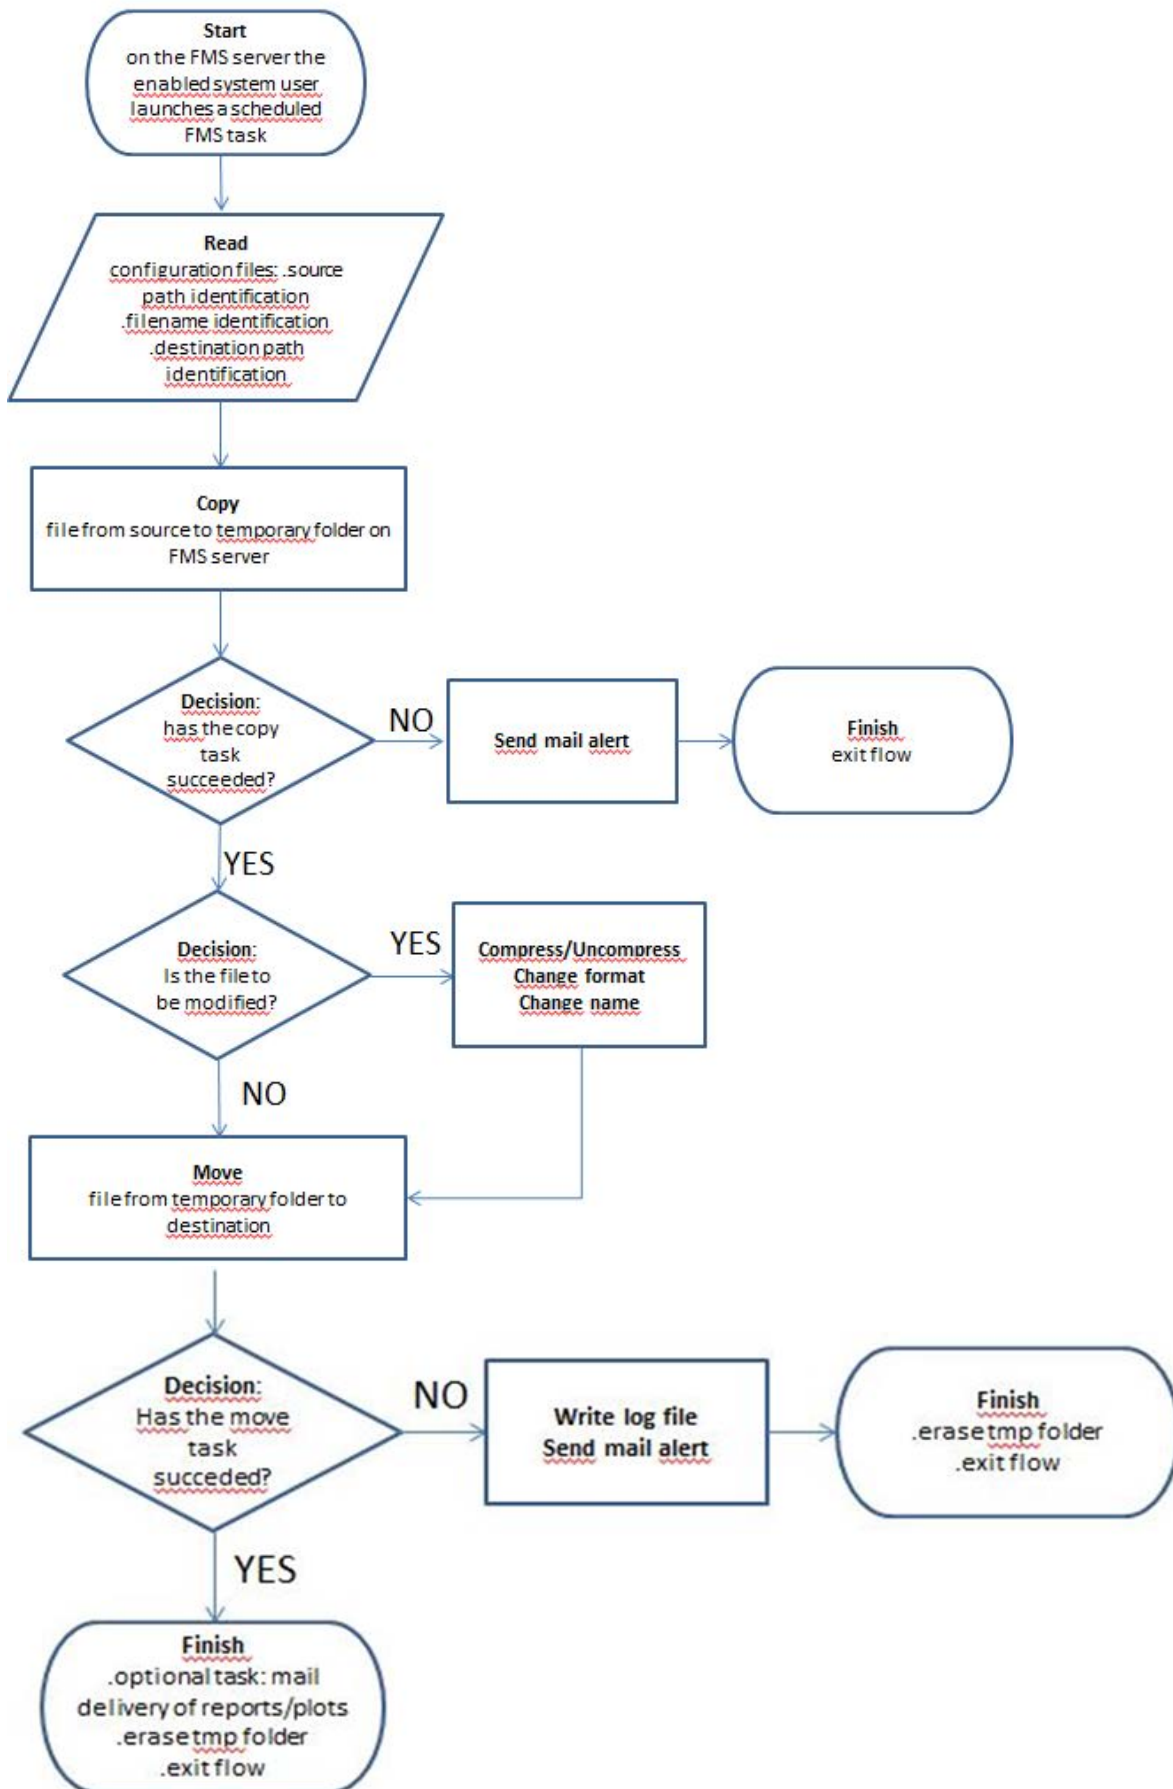 Start
on the FMS server the
enabled system user
launches a scheduled
FMS task
Read
configuration files: .source
path identification
.filename identification
.destination path
identification
Copy
file from source to temporary folder on
FMS server
Decision:
has the copy
task
succeeded?
NO
Send mail alert
Finish
exit flow
YES
Decision:
Is the file to
be modified?
YES
Compress/Uncompress
Change format
Change name
NO
Move
file from temporary folder to
destination
Decision:
Has the move
task
succeded?
NO
Write log file
Send mail alert
Finish
.erase tmp folder
.exit flow
YES
Finish
.optional task: mail
delivery of reports/plots
.erase tmp folder
.exit flow